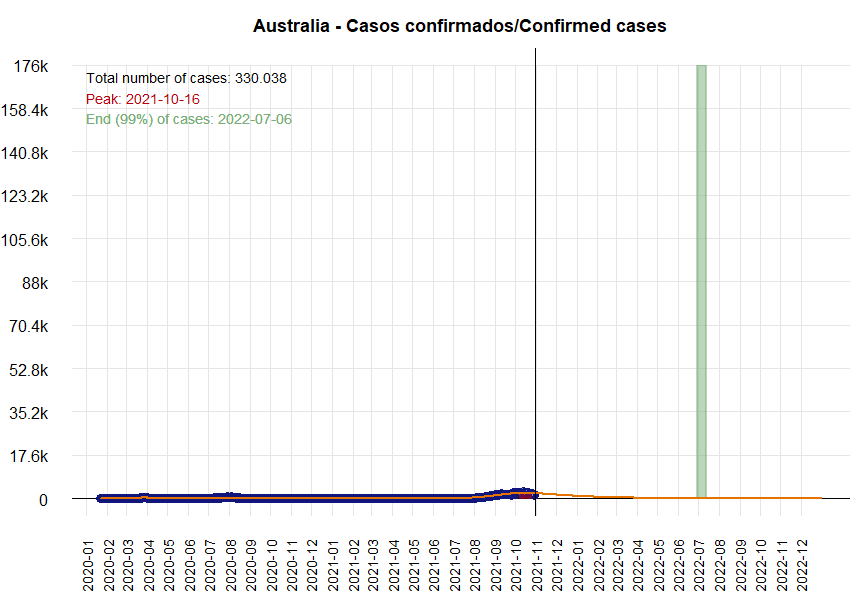 Australia - Casos confirmados/Confirmed cases
Total number of cases: 330.038
Peak: 2021-10-16
End (99%) of cases: 2022-07-06
176k
158.4k
140.8k
123.2k
105.6k
88k
70.4k
52.8k
35.2k
17.6k
0
2020-01
2020-02
2020-03
2020-04
2020-05
2020-06
2020-07
2020-08
2020-09
2020-10
2020-11
2020-12
2021-01
2021-02
2021-03
2021-04
2021-05
2021-06
2021-07
2021-08
2021-09
2021-10
2021-11
2021-12
2022-01
2022-02
2022-03
2022-04
2022-05
2022-06
2022-07
2022-08
2022-09
2022-10
2022-11
2022-12